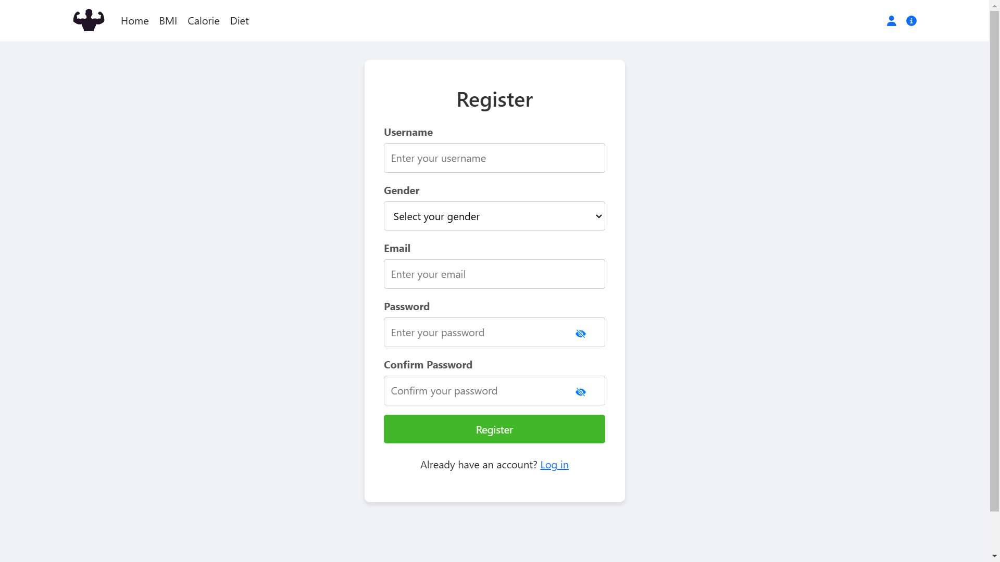 Home BMI Calorie Diet
Register
Username
Enter your username
Gender
Select your gender
Email
Enter your email
Password
Enter your password
Confirm Password
Confirm your password
Register
Already have an account? Log in